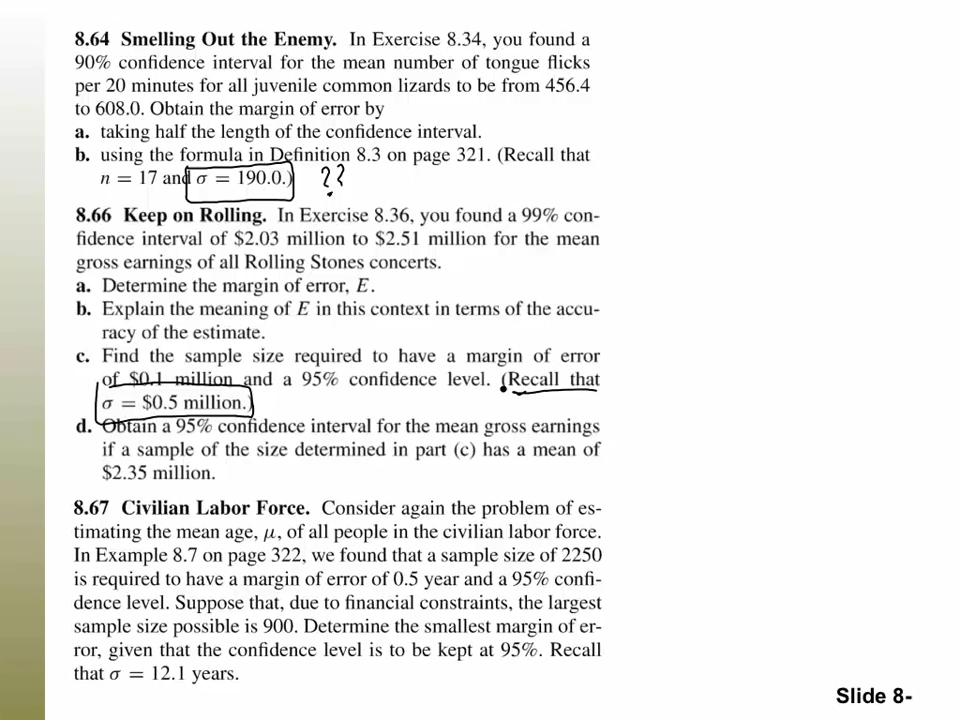 8.64 Smelling Out the Enemy. In Exercise 8.34, you found a
90% confidence interval for the mean number of tongue flicks
per 20 minutes for all juvenile common lizards to be from 456.4
to 608.0. Obtain the margin of error by
a. taking half the length of the confidence interval.
b. using the formula in Definition 8.3 on page 321. (Recall that
n = 17 and σ = 190.0.) ??
8.66 Keep on Rolling. In Exercise 8.36, you found a 99% con-
fidence interval of $2.03 million to $2.51 million for the mean
gross earnings of all Rolling Stones concerts.
a. Determine the margin of error, E.
b. Explain the meaning of E in this context in terms of the accu-
racy of the estimate.
c. Find the sample size required to have a margin of error
of $0.1 million and a 95% confidence level. (Recall that
σ = $0.5 million.)
d. Obtain a 95% confidence interval for the mean gross earnings
if a sample of the size determined in part (c) has a mean of
$2.35 million.
8.67 Civilian Labor Force. Consider again the problem of es-
timating the mean age, μ, of all people in the civilian labor force.
In Example 8.7 on page 322, we found that a sample size of 2250
is required to have a margin of error of 0.5 year and a 95% confi-
dence level. Suppose that, due to financial constraints, the largest
sample size possible is 900. Determine the smallest margin of er-
ror, given that the confidence level is to be kept at 95%. Recall
that σ = 12.1 years.
Slide 8-